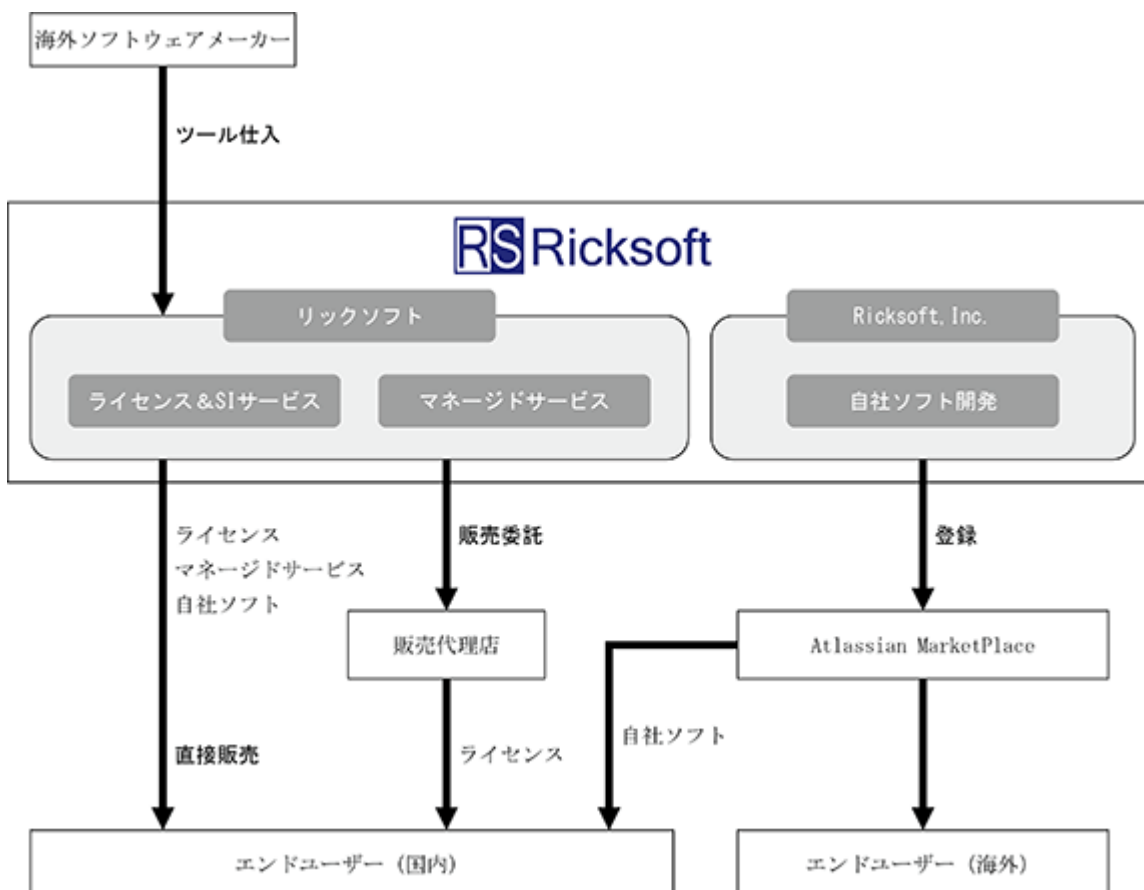 海外ソフトウェアメーカー
ツール仕入
RS Ricksoft
リックソフト
Ricksoft, Inc.
ライセンス＆SIサービス
マネージドサービス
自社ソフト開発
ライセンス
マネージドサービス
自社ソフト
販売委託
登録
販売代理店
Atlassian MarketPlace
直接販売
ライセンス
自社ソフト
エンドユーザー（国内）
エンドユーザー（海外）